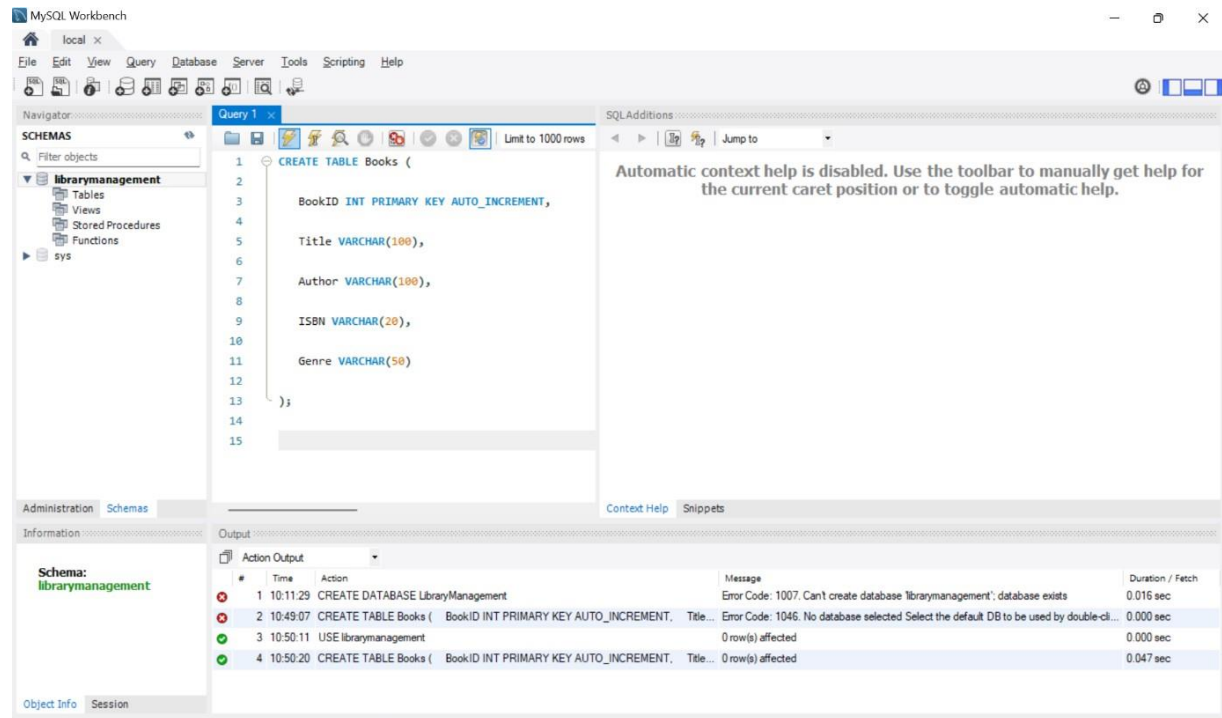 MySQL Workbench
local ×
File Edit View Query Database Server Tools Scripting Help
Navigator
SCHEMAS
Filter objects
librarymanagement
Tables
Views
Stored Procedures
Functions
sys
Administration Schemas
Query 1 ×
Limit to 1000 rows
1 CREATE TABLE Books (
2
3 BookID INT PRIMARY KEY AUTO_INCREMENT,
4
5 Title VARCHAR(100),
6
7 Author VARCHAR(100),
8
9 ISBN VARCHAR(20),
10
11 Genre VARCHAR(50)
12
13 );
14
15
SQLAdditions
Jump to
Automatic context help is disabled. Use the toolbar to manually get help for
the current caret position or to toggle automatic help.
Context Help Snippets
Information
Schema:
librarymanagement
Object Info Session
Output
Action Output
# Time Action Message Duration / Fetch
1 10:11:29 CREATE DATABASE LibraryManagement Error Code: 1007. Can't create database 'librarymanagement'; database exists 0.016 sec
2 10:49:07 CREATE TABLE Books ( BookID INT PRIMARY KEY AUTO_INCREMENT, Title... Error Code: 1046. No database selected Select the default DB to be used by double-cli... 0.000 sec
3 10:50:11 USE librarymanagement 0 row(s) affected 0.000 sec
4 10:50:20 CREATE TABLE Books ( BookID INT PRIMARY KEY AUTO_INCREMENT, Title... 0 row(s) affected 0.047 sec